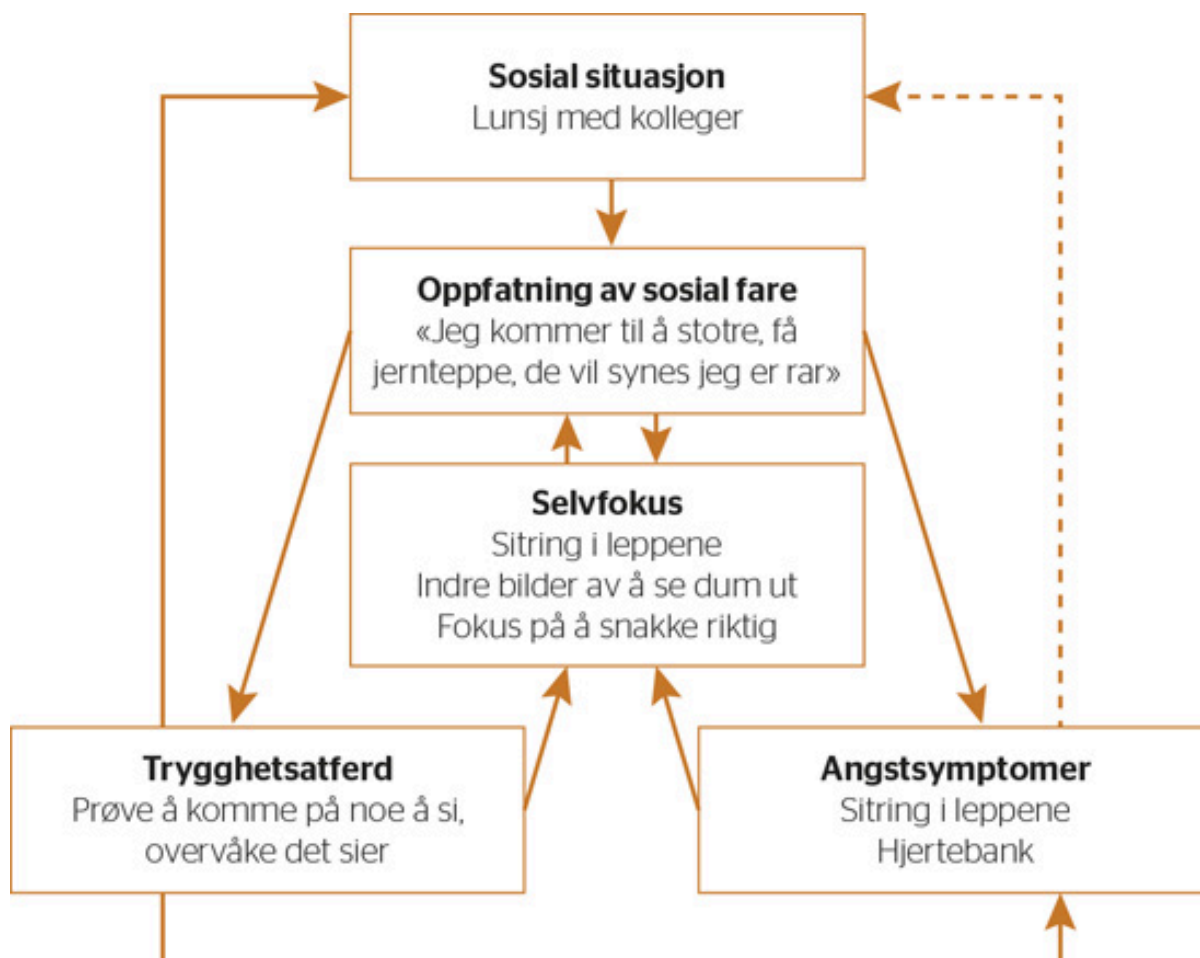 Sosial situasjon
Lunsj med kolleger
Oppfatning av sosial fare
«Jeg kommer til å stotre, få
jernteppe, de vil synes jeg er rar»
Selvfokus
Sitring i leppene
Indre bilder av å se dum ut
Fokus på å snakke riktig
Trygghetsatferd
Prøve å komme på noe å si,
overvåke det sier
Angstsymptomer
Sitring i leppene
Hjertebank